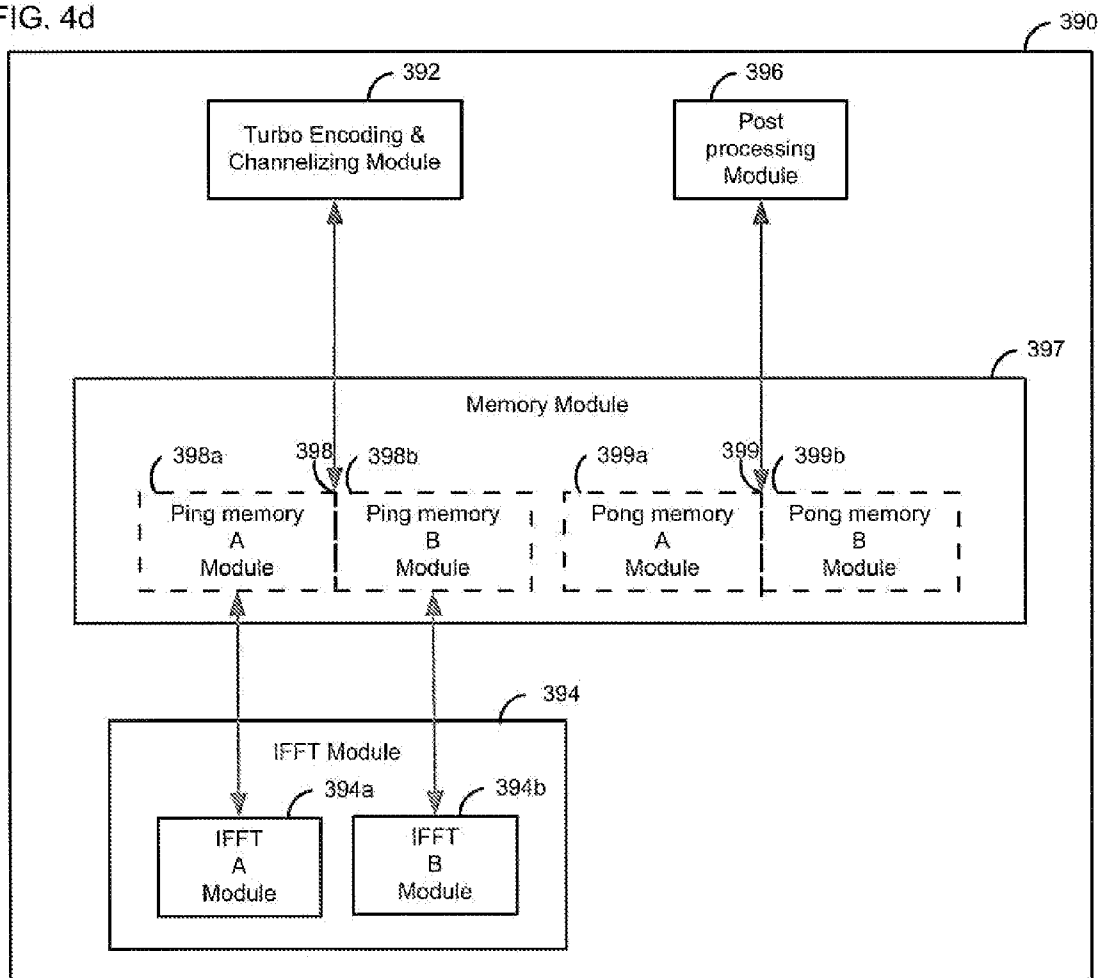 FIG. 4d
390
392
396
Turbo Encoding &
Channelizing Module
Post
processing
Module
397
Memory Module
398a
398
398b
399a
399
399b
Ping memory
A
Module
Ping memory
B
Module
Pong memory
A
Module
Pong memory
B
Module
394
IFFT Module
394a
394b
IFFT
A
Module
IFFT
B
Module